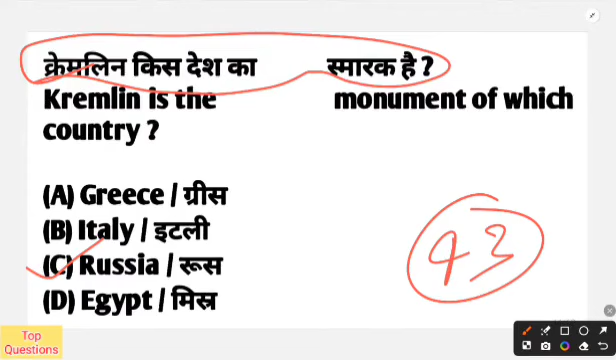 क्रेमलिन किस देश का स्मारक है ?
Kremlin is the monument of which
country ?
(A) Greece / ग्रीस
(B) Italy / इटली
(C) Russia / रूस
(D) Egypt / मिस्र
43
Top
Questions